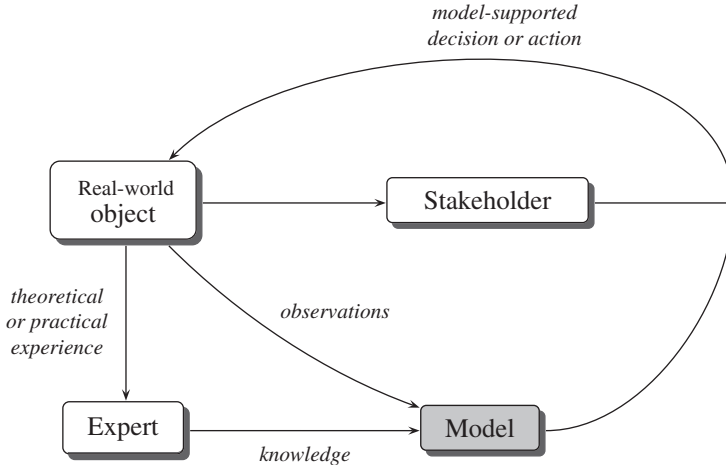 model-supported
decision or action
Real-world
object
Stakeholder
theoretical
or practical
experience
observations
Expert
Model
knowledge